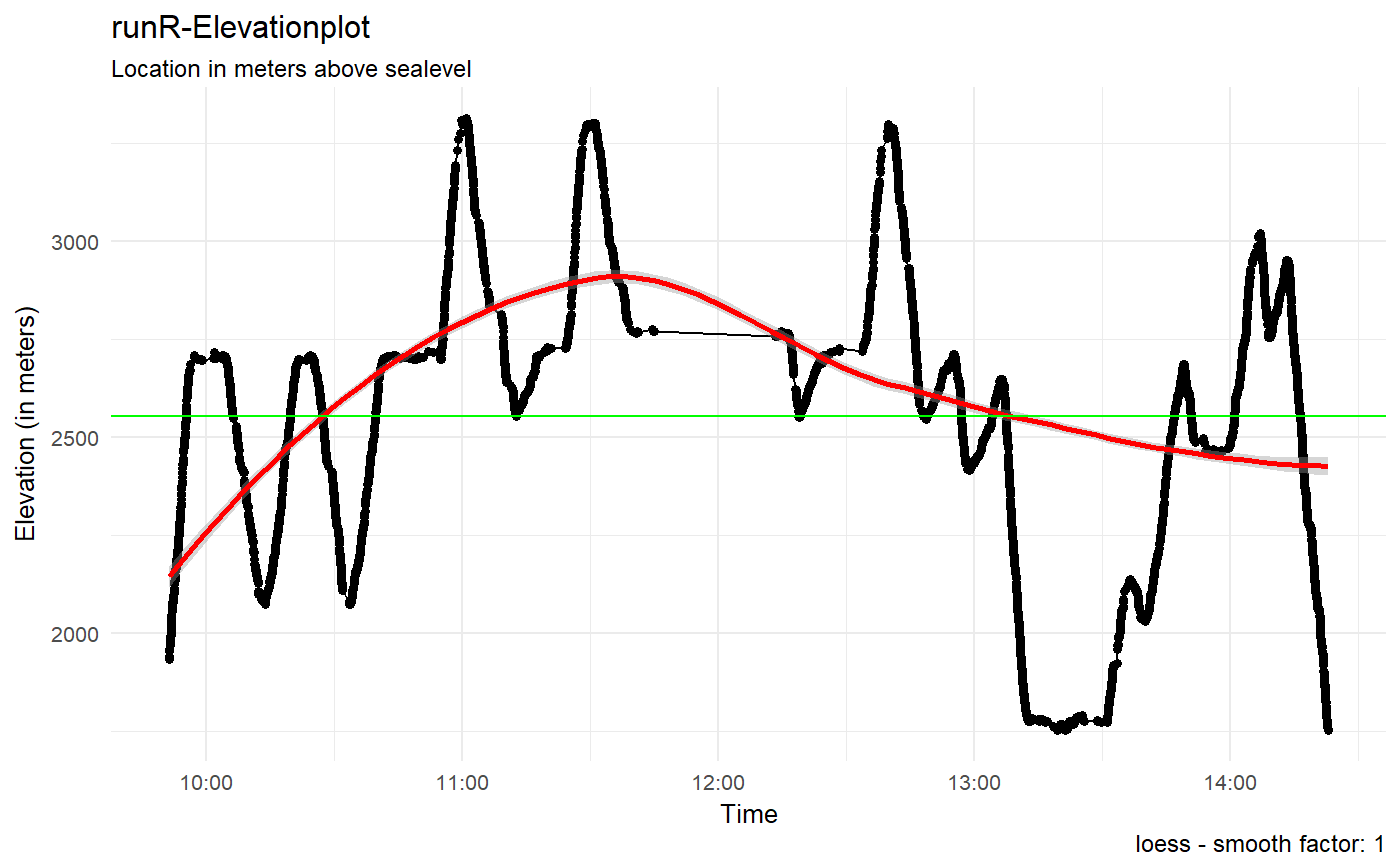 runR-Elevationplot
Location in meters above sealevel
Elevation (in meters)
3000
2500
2000
10:00 11:00 12:00 13:00 14:00
Time
loess - smooth factor: 1